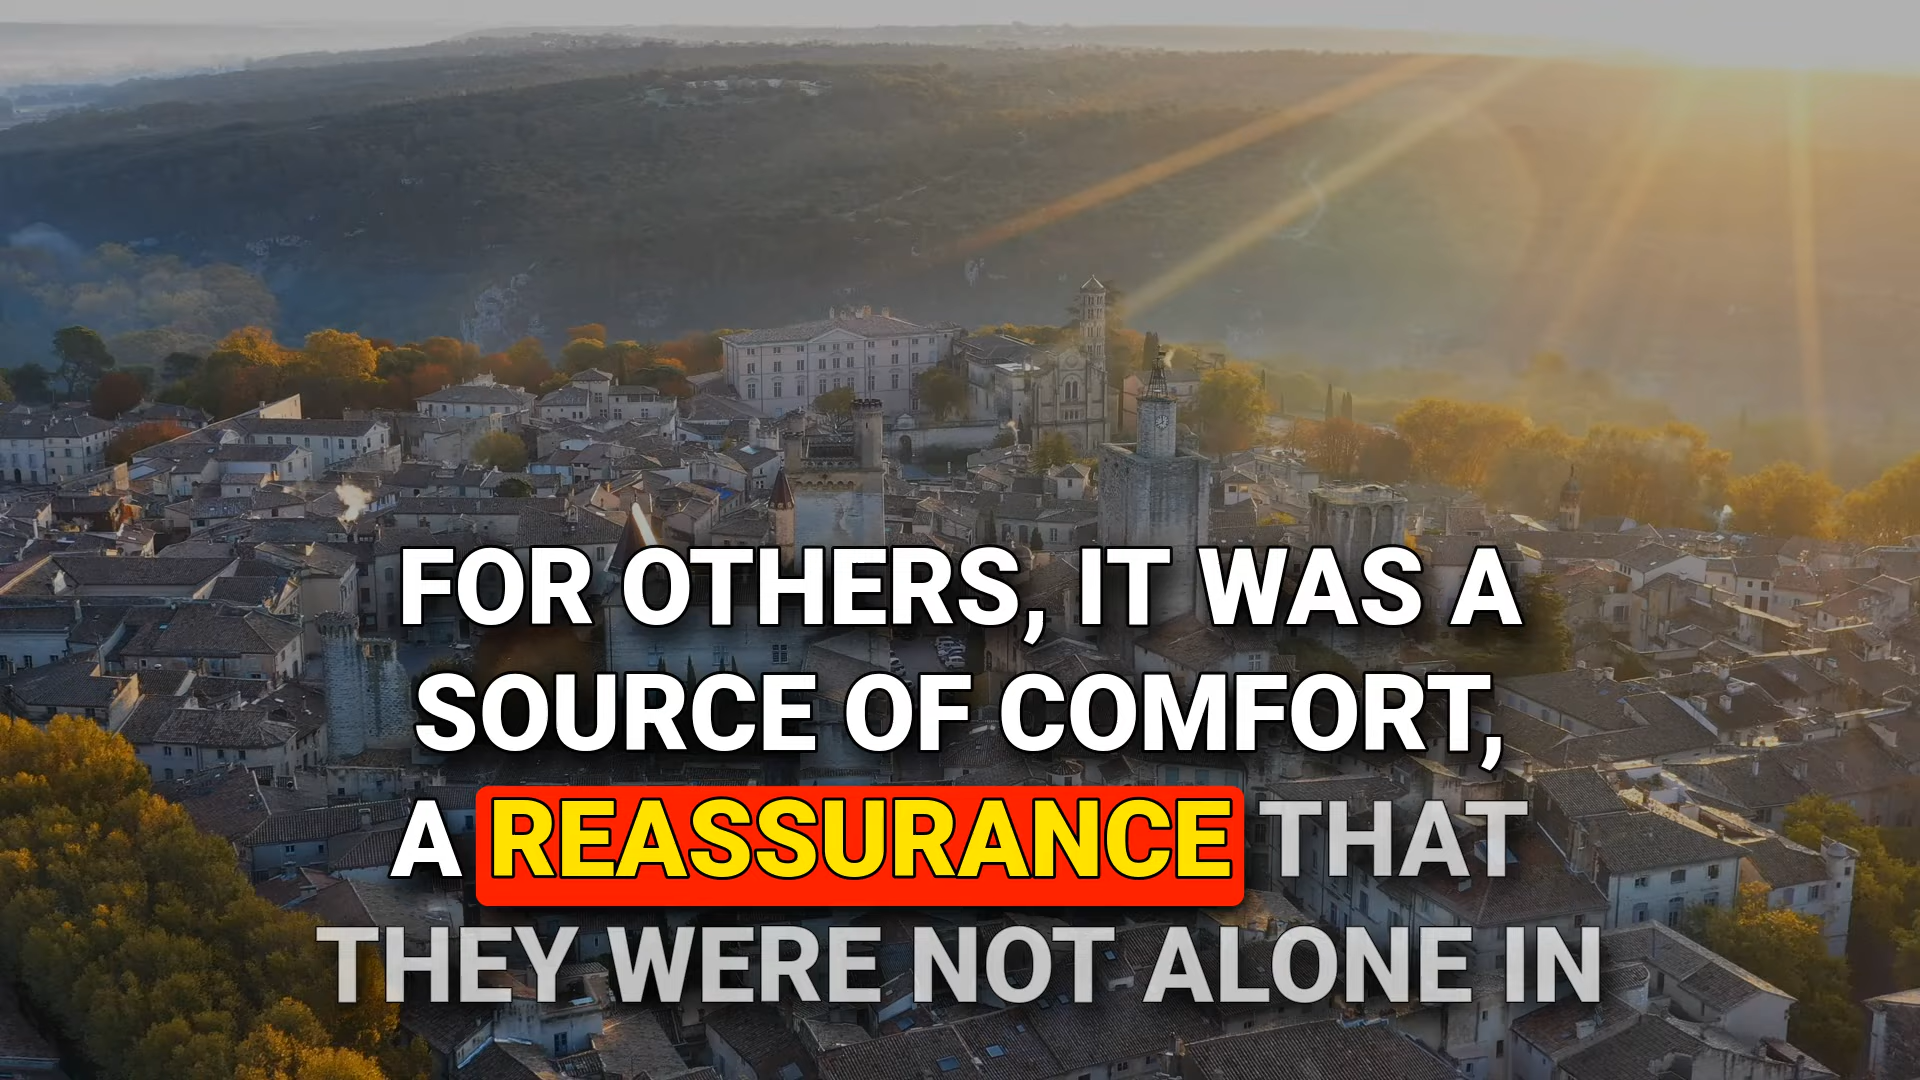 FOR OTHERS, IT WAS A
SOURCE OF COMFORT,
A REASSURANCE THAT
THEY WERE NOT ALONE IN